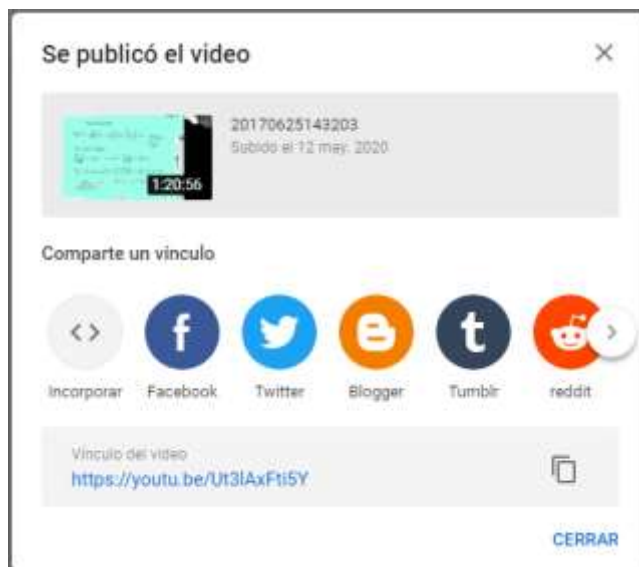 Se publicó el video
20170625143203
Subido el 12 may. 2020
1:20:56
Comparte un vínculo
Incorporar
Facebook
Twitter
Blogger
Tumblr
reddit
Vínculo del video
https://youtu.be/Ut3lAxFti5Y
CERRAR